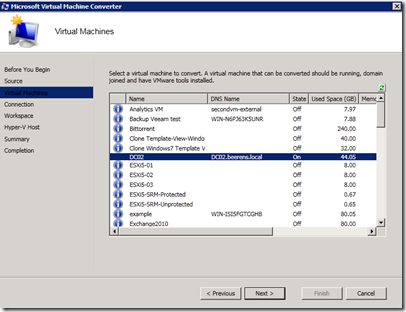 Microsoft Virtual Machine Converter
Virtual Machines
Before You Begin
Source
Virtual Machines
Connection
Workspace
Hyper-V Host
Summary
Completion
Select a virtual machine to convert. A virtual machine that can be converted should be running, domain
joined and have VMware tools installed.
Name DNS Name State Used Space (GB) Memo
Analytics VM secondvm-external Off 7.97
Backup Veeam test WIN-N6PJ63K5UNR Off 7.88
Bittorrent Off 240.00
Clone Template-View-Windo Off 40.00
Clone Windows7 Template V Off 32.00
DC02 DC02.beerens.local On 44.05
ESXi5-01 Off 8.00
ESXi5-02 Off 8.00
ESXi5-03 Off 8.00
ESXi5-SRM-Protected Off 0.67
ESXi5-SRM-Unprotected Off 0.65
example WIN-ISI5FGTCGHB Off 80.05
Exchange2010 Off 80.00
< Previous Next > Finish Cancel